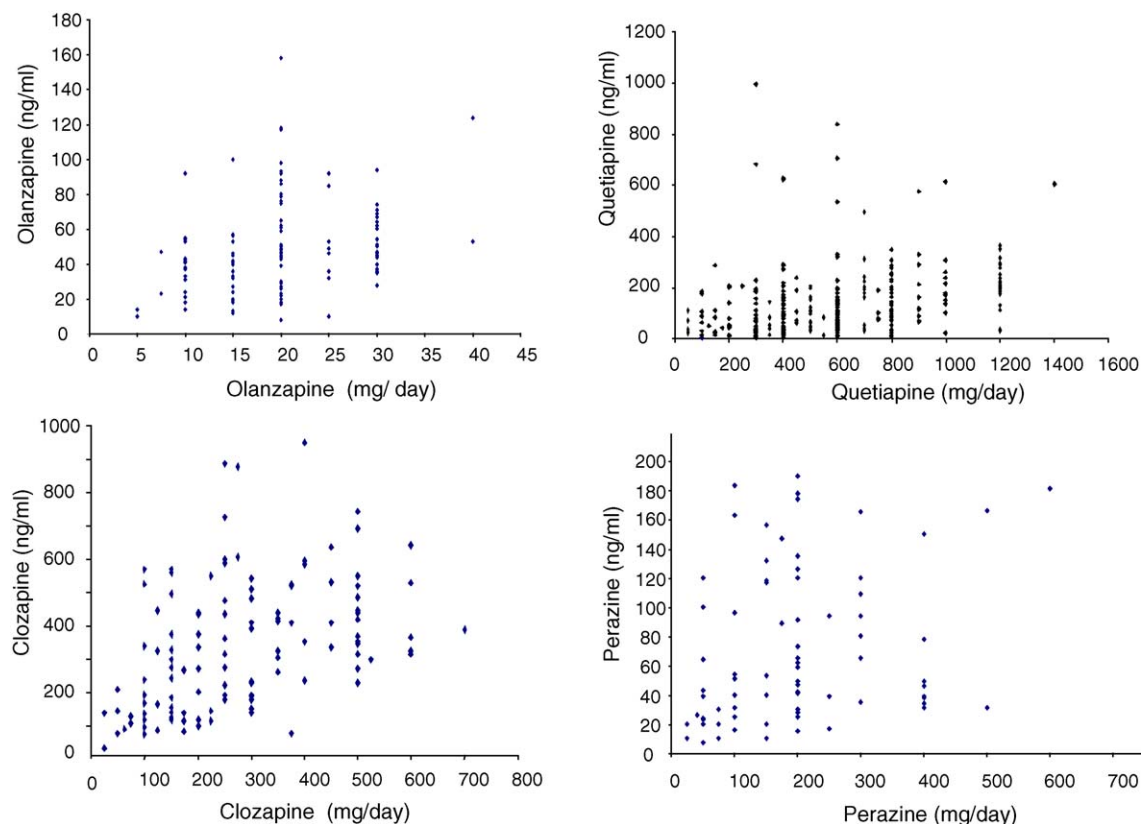 180
160
140
120
100
80
60
40
20
0
Olanzapine (ng/ml)
0 5 10 15 20 25 30 35 40 45
Olanzapine (mg/ day)
1200
1000
800
600
400
200
0
Quetiapine (ng/ml)
0 200 400 600 800 1000 1200 1400 1600
Quetiapine (mg/day)
1000
800
600
400
200
0
Clozapine (ng/ml)
0 100 200 300 400 500 600 700 800
Clozapine (mg/day)
200
180
160
140
120
100
80
60
40
20
0
Perazine (ng/ml)
0 100 200 300 400 500 600 700
Perazine (mg/day)